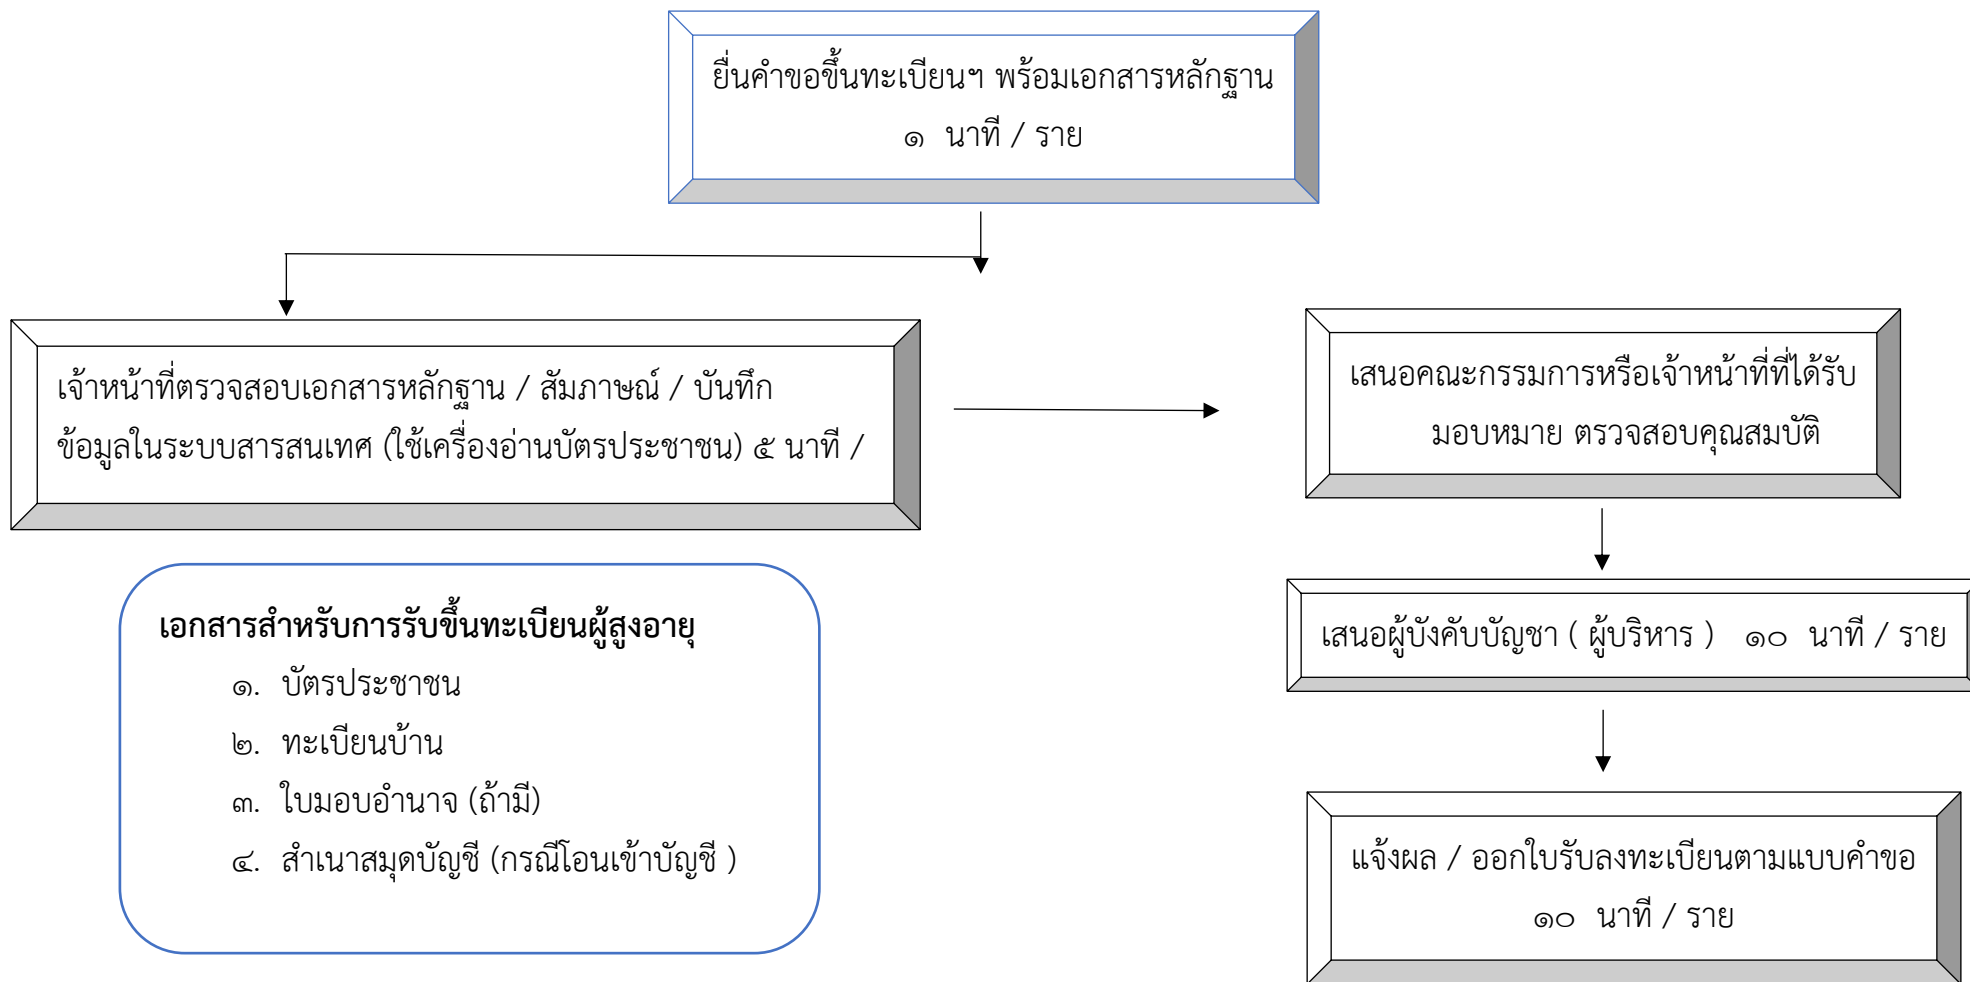 ยื่นคำขอขึ้นทะเบียนฯ พร้อมเอกสารหลักฐาน
๑ นาที / ราย
เจ้าหน้าที่ตรวจสอบเอกสารหลักฐาน / สัมภาษณ์ / บันทึก
ข้อมูลในระบบสารสนเทศ (ใช้เครื่องอ่านบัตรประชาชน) ๕ นาที /
เสนอคณะกรรมการหรือเจ้าหน้าที่ที่ได้รับ
มอบหมาย ตรวจสอบคุณสมบัติ
เสนอผู้บังคับบัญชา ( ผู้บริหาร ) ๑๐ นาที / ราย
แจ้งผล / ออกใบรับลงทะเบียนตามแบบคำขอ
๑๐ นาที / ราย
เอกสารสำหรับการรับขึ้นทะเบียนผู้สูงอายุ
๑. บัตรประชาชน
๒. ทะเบียนบ้าน
๓. ใบมอบอำนาจ (ถ้ามี)
๔. สำเนาสมุดบัญชี (กรณีโอนเข้าบัญชี )